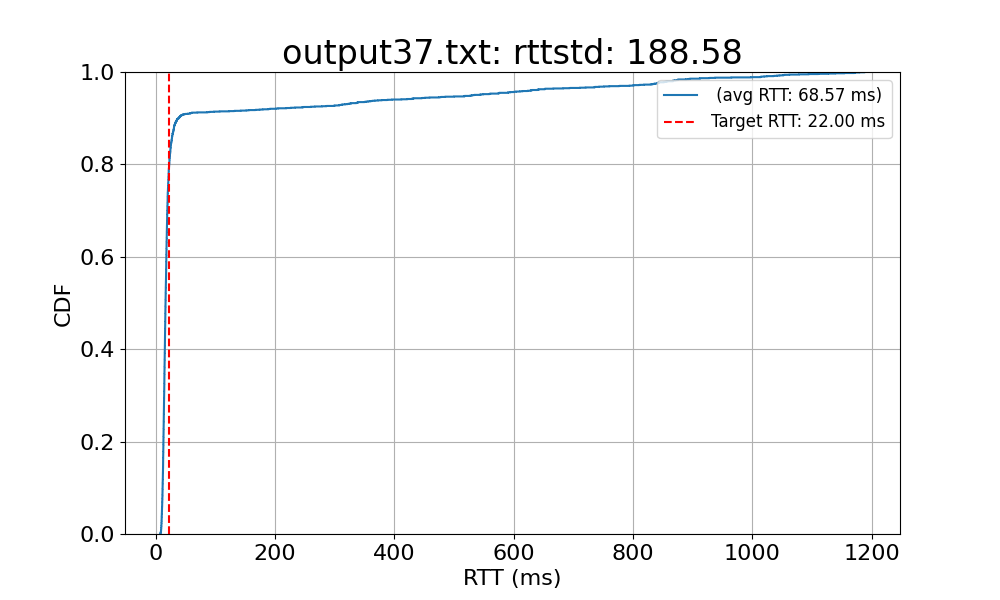 output37.txt: rttstd: 188.58
1.0
0.8
0.6
0.4
0.2
0.0
CDF
(avg RTT: 68.57 ms)
Target RTT: 22.00 ms
0 200 400 600 800 1000 1200
RTT (ms)